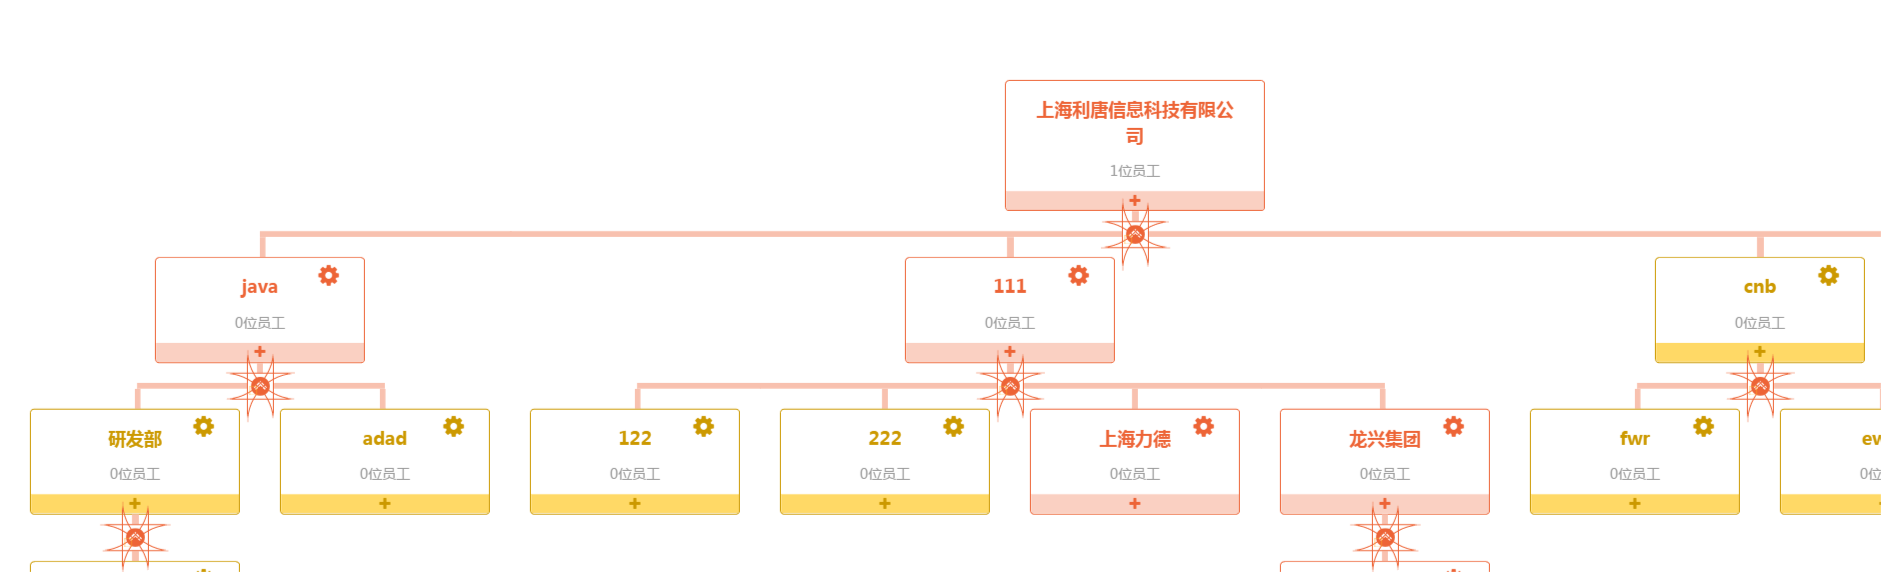 上海利唐信息科技有限公
司
1位员工
java
0位员工
111
0位员工
cnb
0位员工
研发部
0位员工
adad
0位员工
122
0位员工
222
0位员工
上海力德
0位员工
龙兴集团
0位员工
fwr
0位员工
0位